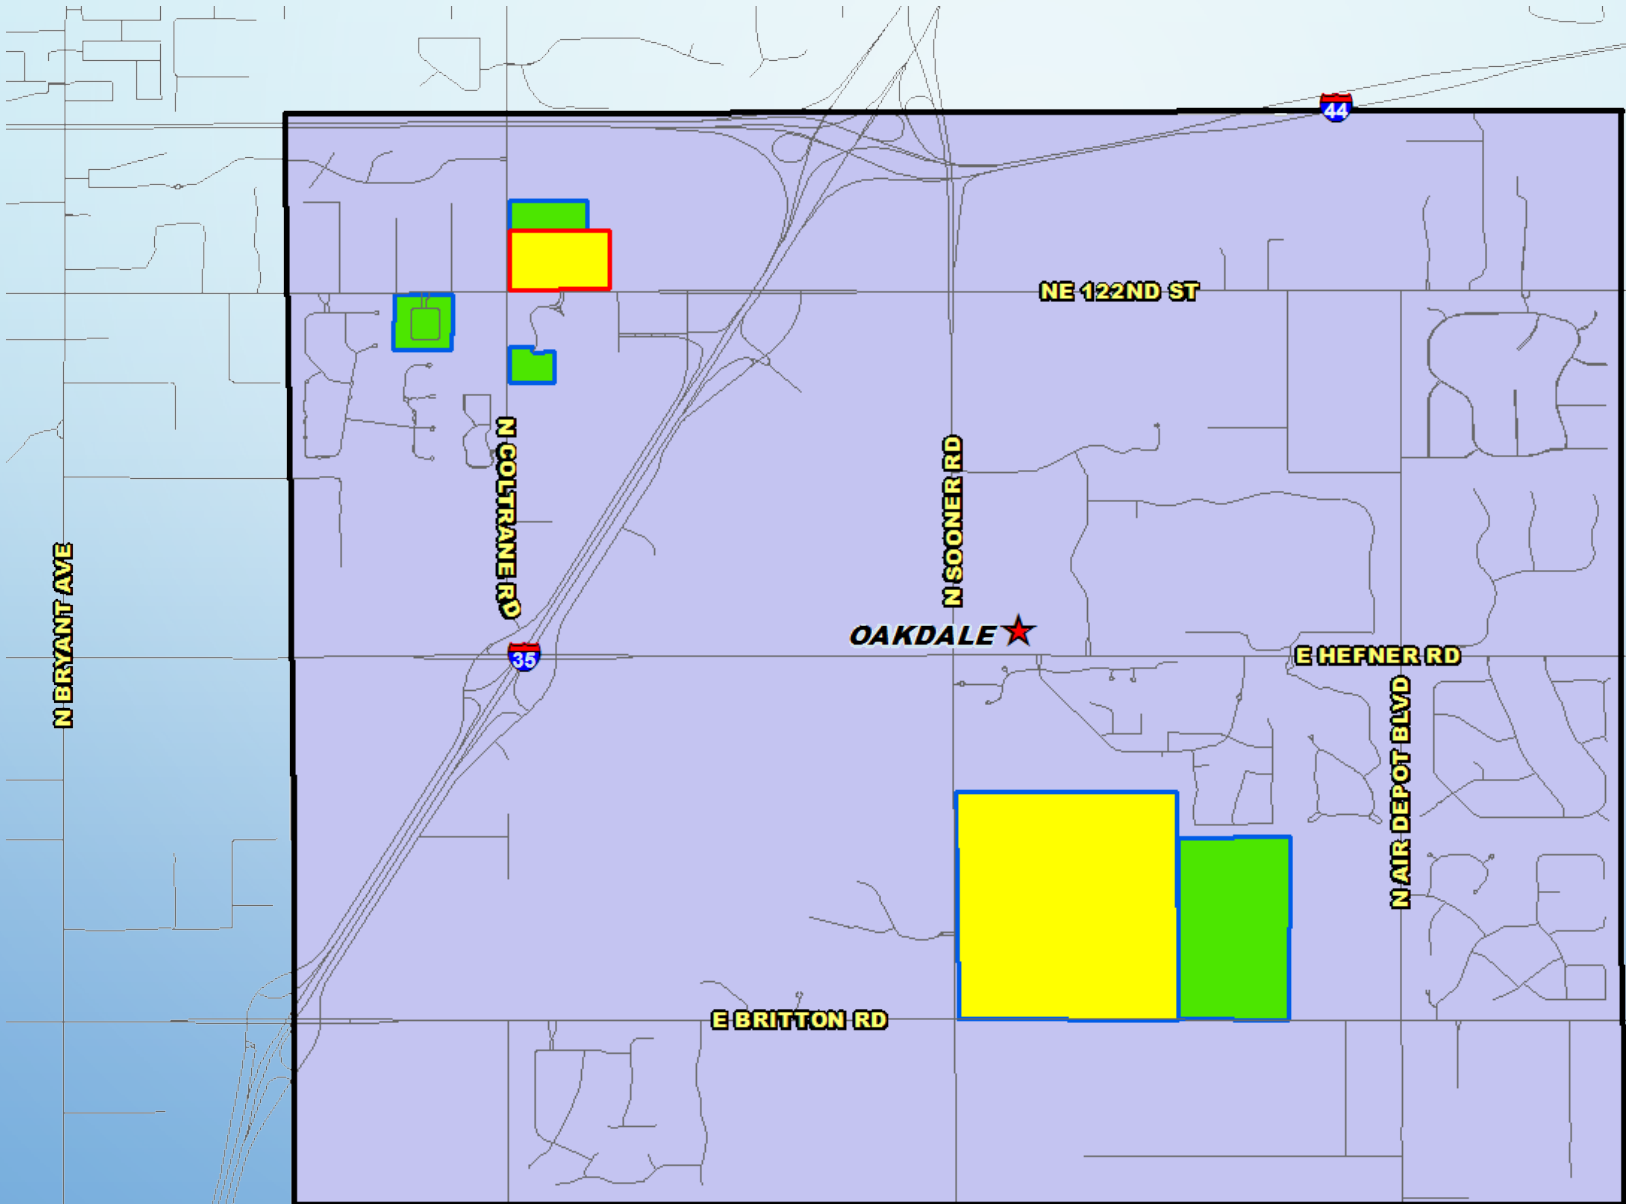 44
NE 122ND ST
N COLTRANE RD
N SOONER RD
N BRYANT AVE
OAKDALE
35
E HEFNER RD
N AIR DEPOT BLVD
E BRITTON RD